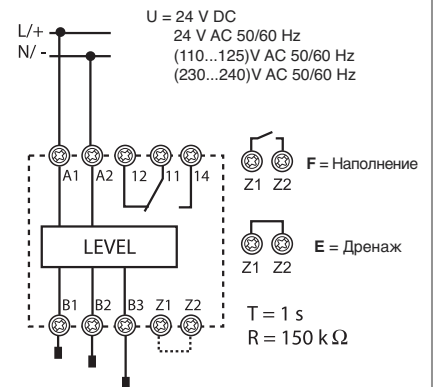 U = 24 V DC
24 V AC 50/60 Hz
(110...125)V AC 50/60 Hz
(230...240)V AC 50/60 Hz
L/+
N/ -
A1 A2 12 11 14
Z1 Z2
F = Наполнение
LEVEL
Z1 Z2
E = Дренаж
B1 B2 B3 Z1 Z2
T = 1 s
R = 150 k Ω